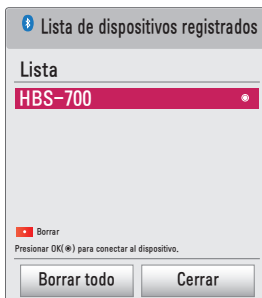 Lista de dispositivos registrados
Lista
HBS-700
Borrar
Presionar OK(◉) para conectar al dispositivo.
Borrar todo
Cerrar